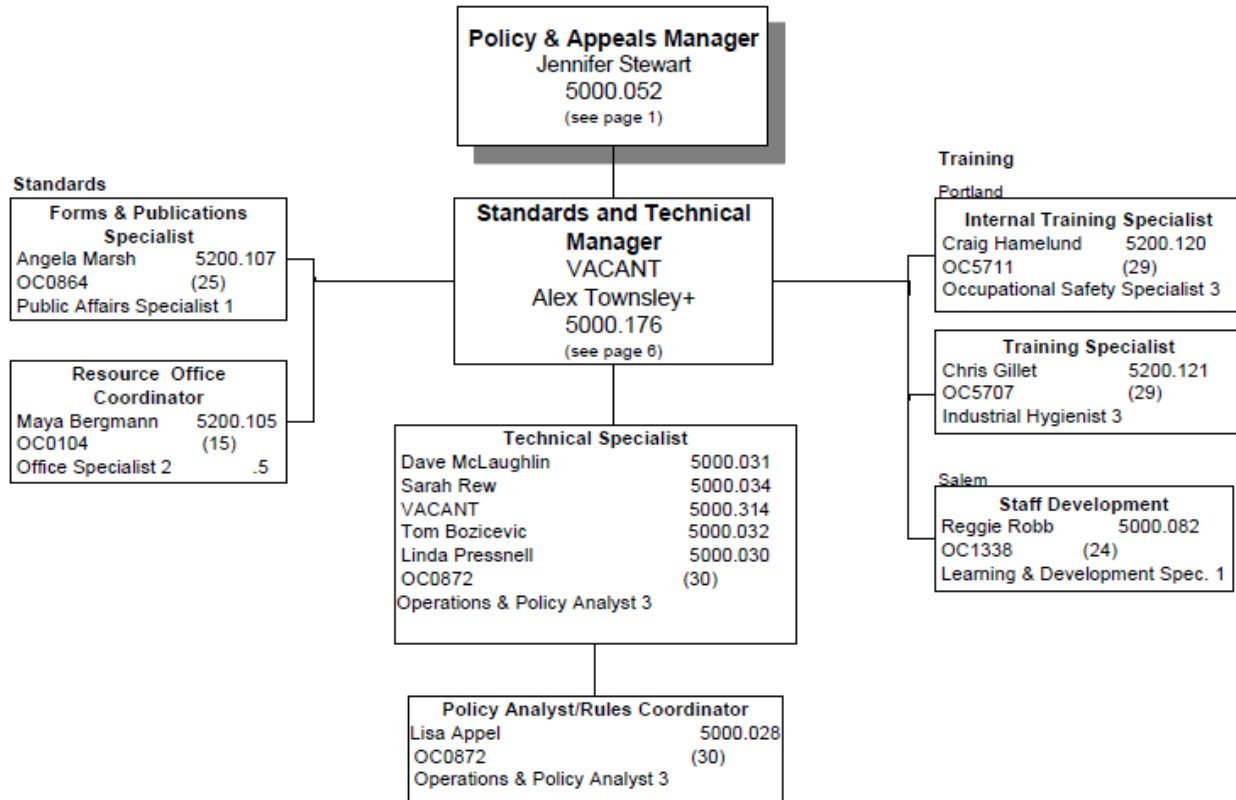 Policy & Appeals Manager
Jennifer Stewart
5000.052
(see page 1)
Standards
Forms & Publications
Specialist
Angela Marsh 5200.107
OC0864 (25)
Public Affairs Specialist 1
Resource Office
Coordinator
Maya Bergmann 5200.105
OC0104 (15)
Office Specialist 2 .5
Standards and Technical
Manager
VACANT
Alex Townsley+
5000.176
(see page 6)
Technical Specialist
Dave McLaughlin 5000.031
Sarah Rew 5000.034
VACANT 5000.314
Tom Bozicevic 5000.032
Linda Pressnell 5000.030
OC0872 (30)
Operations & Policy Analyst 3
Policy Analyst/Rules Coordinator
Lisa Appel 5000.028
OC0872 (30)
Operations & Policy Analyst 3
Training
Portland
Internal Training Specialist
Craig Hamelund 5200.120
OC5711 (29)
Occupational Safety Specialist 3
Training Specialist
Chris Gillet 5200.121
OC5707 (29)
Industrial Hygienist 3
Salem
Staff Development
Reggie Robb 5000.082
OC1338 (24)
Learning & Development Spec. 1